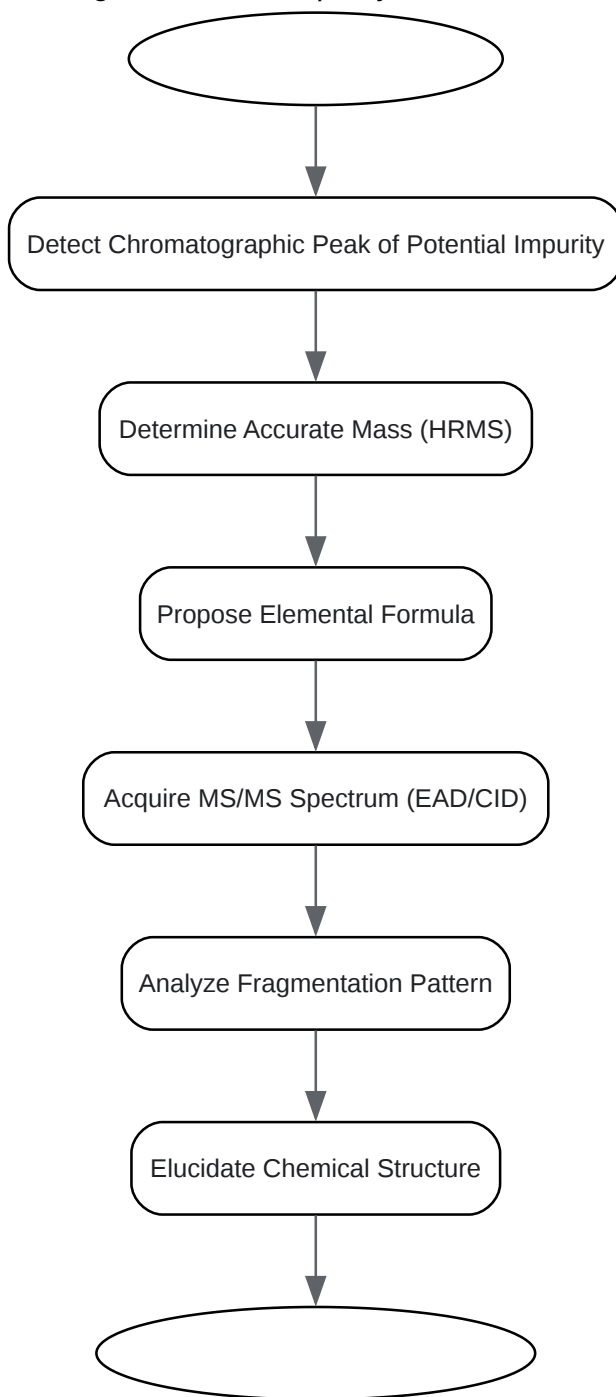 Detect Chromatographic Peak of Potential Impurity
Determine Accurate Mass (HRMS)
Propose Elemental Formula
Acquire MS/MS Spectrum (EAD/CID)
Analyze Fragmentation Pattern
Elucidate Chemical Structure